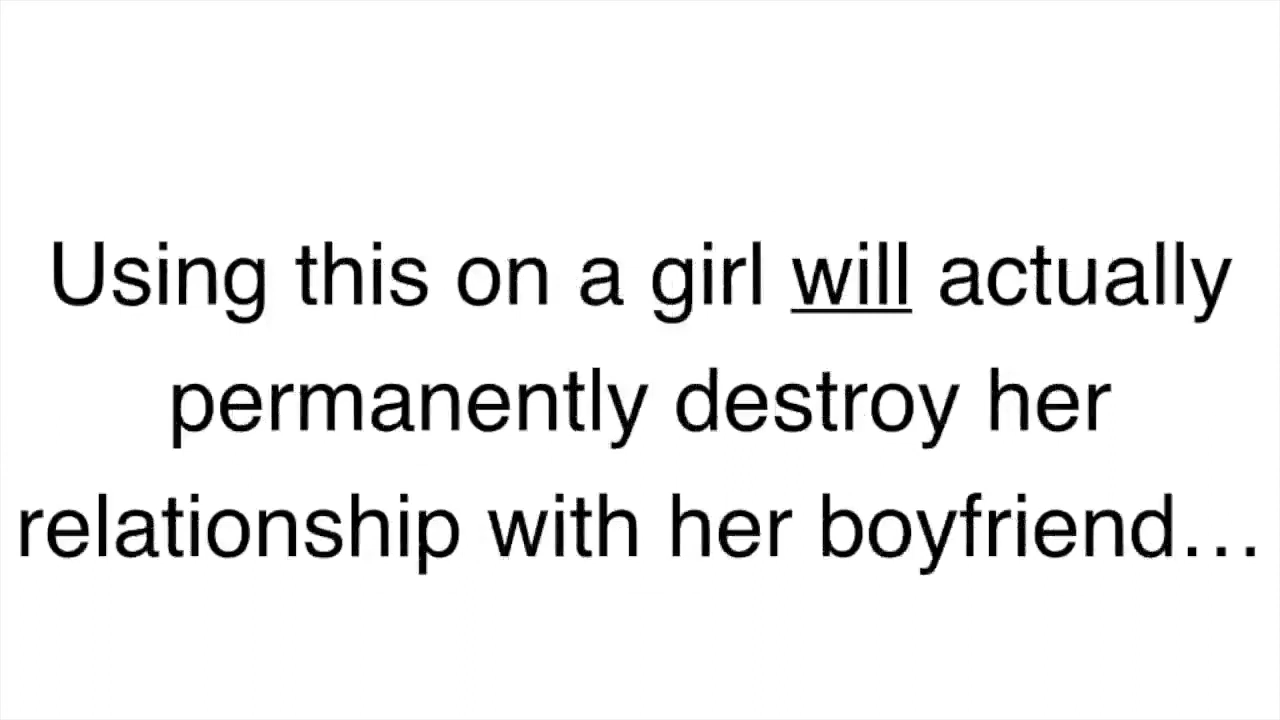 Using this on a girl will actually
permanently destroy her
relationship with her boyfriend…